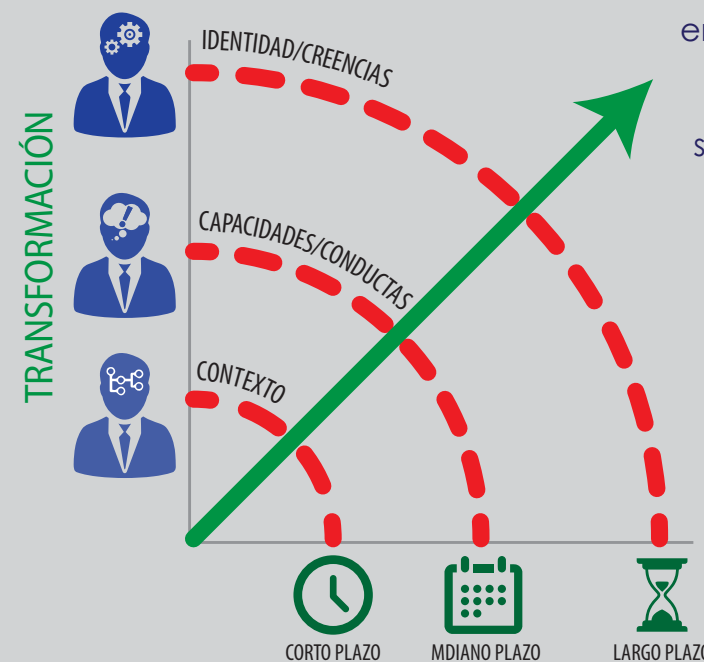 IDENTIDAD/CREENCIAS
TRANSFORMACIÓN
CAPACIDADES/CONDUCTAS
CONTEXTO
CORTO PLAZO
MDIANO PLAZO
LARGO PLAZO